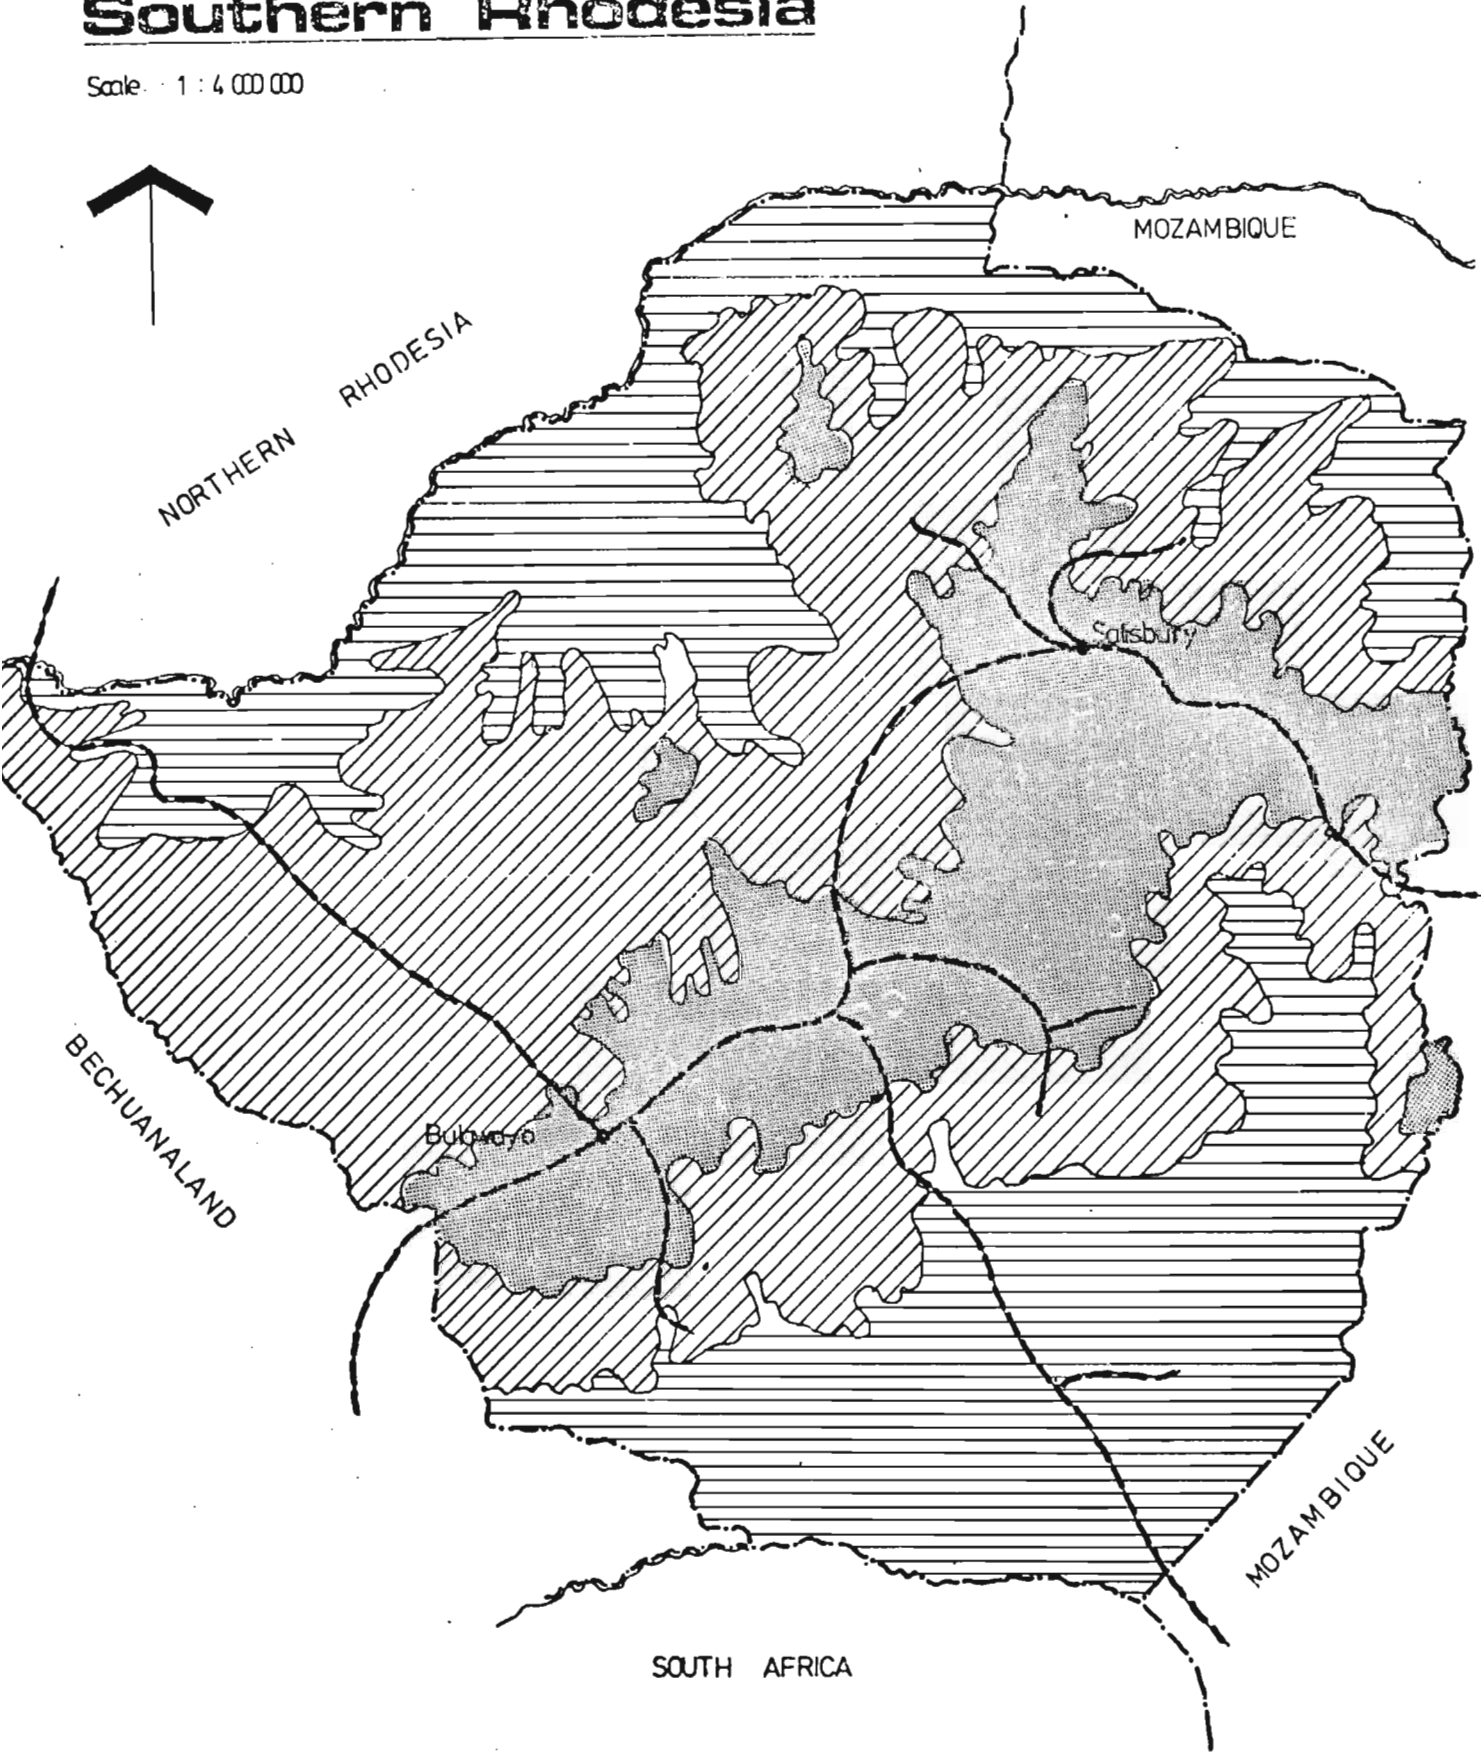 Southern Rhodesia
Scale 1 : 4 000 000
MOZAMBIQUE
NORTHERN RHODESIA
Salisbury
BECHUANALAND
Bulawayo
MOZAMBIQUE
SOUTH AFRICA